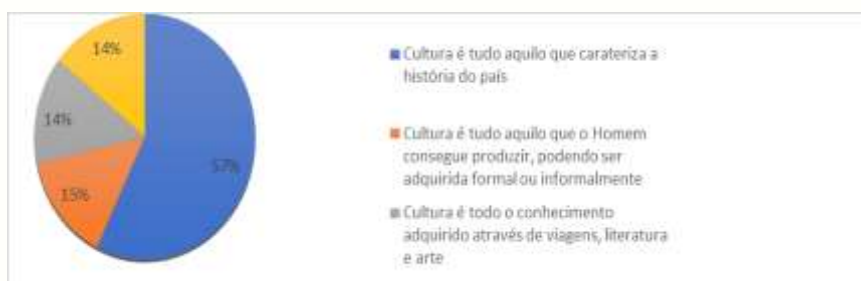 14%
14%
57%
15%
Cultura é tudo aquilo que carateriza a
história do país
Cultura é tudo aquilo que o Homem
consegue produzir, podendo ser
adquirida formal ou informalmente
Cultura é todo o conhecimento
adquirido através de viagens, literatura
e arte